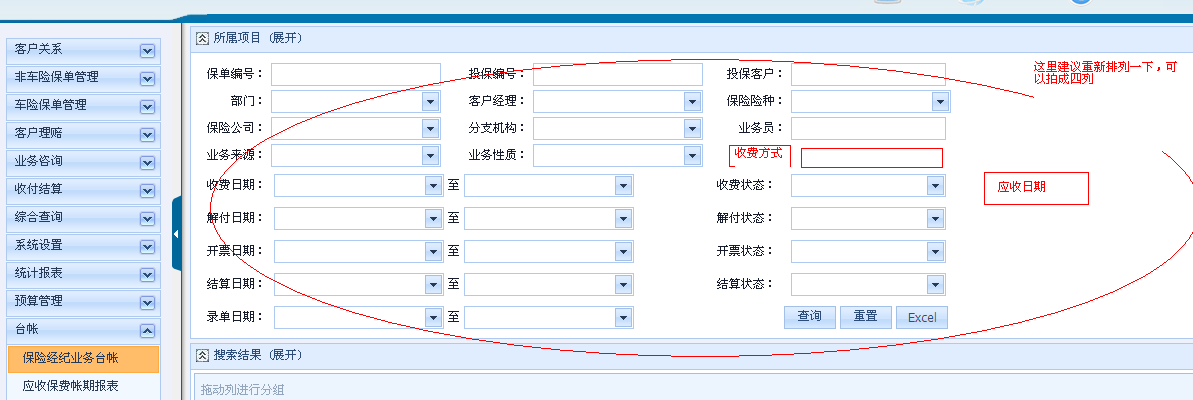 客户关系
非车险保单管理
车险保单管理
客户理赔
业务咨询
收付结算
综合查询
系统设置
统计报表
预算管理
台帐
保险经纪业务台帐
应收保费帐期报表
所属项目（展开）
保单编号： 投保编号： 投保客户：
部门： 客户经理： 保险险种：
保险公司： 分支机构： 业务员：
业务来源： 业务性质： 收费方式
收费日期： 至 收费状态： 应收日期
解付日期： 至 解付状态：
开票日期： 至 开票状态：
结算日期： 至 结算状态：
录单日期： 至 查询 重置 Excel
这里建议重新排列一下，可
以拍成四列
搜索结果（展开）
拖动列进行分组